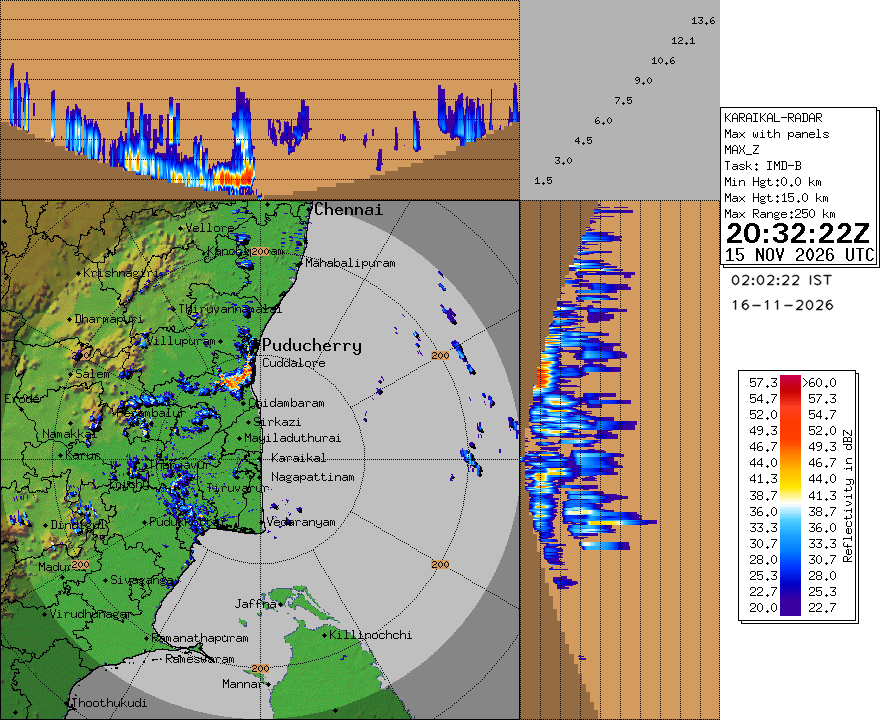 13.6
12.1
10.6
9.0
7.5
6.0
4.5
3.0
1.5
KARAIKAL-RADAR
Max with panels
MAX_Z
Task: IMD-B
Min Hgt:0.0 km
Max Hgt:15.0 km
Max Range:250 km
20:32:22Z
15 NOV 2026 UTC
02:02:22 IST
16-11-2026
57.3 >60.0
54.7 57.3
52.0 54.7
49.3 52.0
46.7 49.3
44.0 46.7
41.3 44.0
38.7 41.3
36.0 38.7
33.3 36.0
30.7 33.3
28.0 30.7
25.3 28.0
22.7 25.3
20.0 22.7
Reflectivity in dBZ
Chennai
Vellore
200
Mahabalipuram
Krishnagiri
Thiruvannamalai
Dharmapuri
Villupuram
Puducherry
200
Cuddalore
Salem
Erode
Chidambaram
Perambalur
Sirkazi
Namakkal
Mayiladuthurai
Karur
Karaikal
Thanjavur
Nagapattinam
Tiruvarur
Vedaranyam
Dindigul
200
200
Sivaganga
Jaffna
Virudhunagar
Killinochchi
Ramanathapuram
Rameswaram
200
Mannar
Thoothukudi